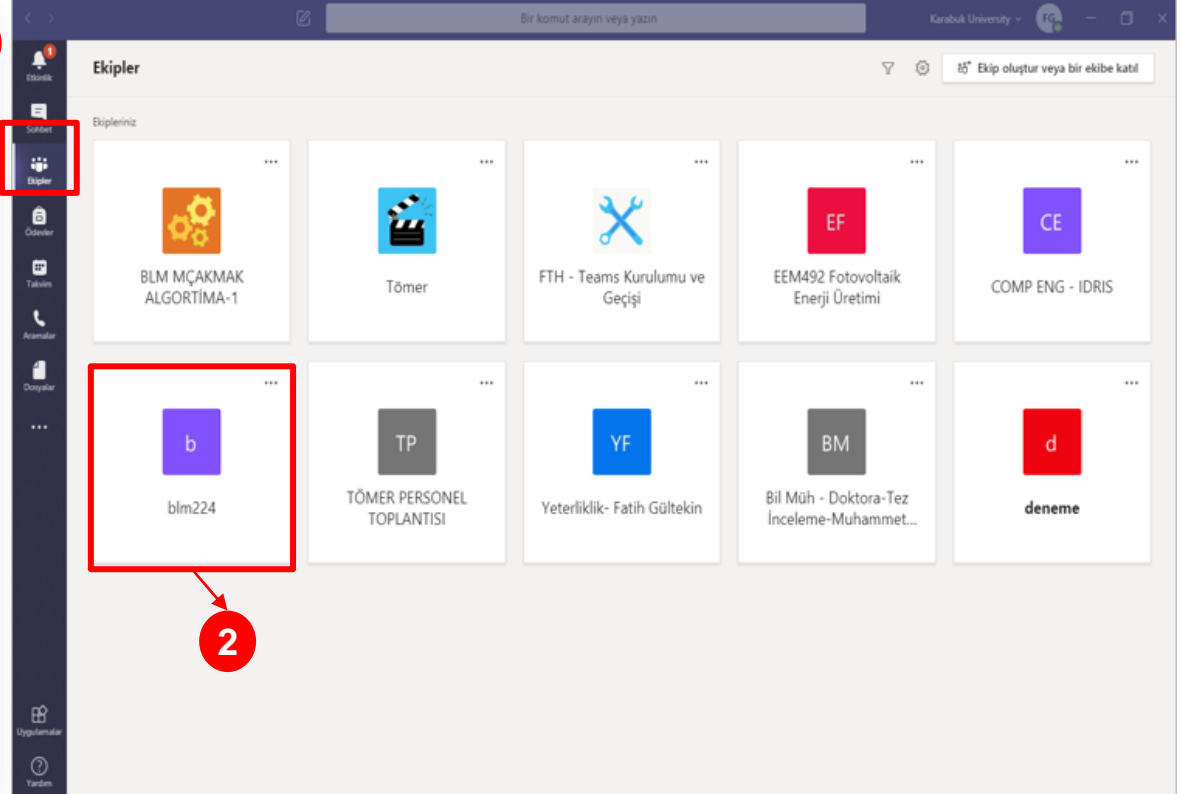 Bir komut arayın veya yazın
Karabuk University
FG
1
Etkinlik
Sohbet
Ekipler
Ödevler
Takvim
Aramalar
Dosyalar
Uygulamalar
Yardım
Ekipler
Ekip oluştur veya bir ekibe katıl
Ekipleriniz
BLM MÇAKMAK
ALGORTİMA-1
Tömer
FTH - Teams Kurulumu ve
Geçişi
EF
EEM492 Fotovoltaik
Enerji Üretimi
CE
COMP ENG - IDRIS
b
blm224
TP
TÖMER PERSONEL
TOPLANTISI
YF
Yeterliklik- Fatih Gültekin
BM
Bil Müh - Doktora-Tez
İnceleme-Muhammet...
d
deneme
2